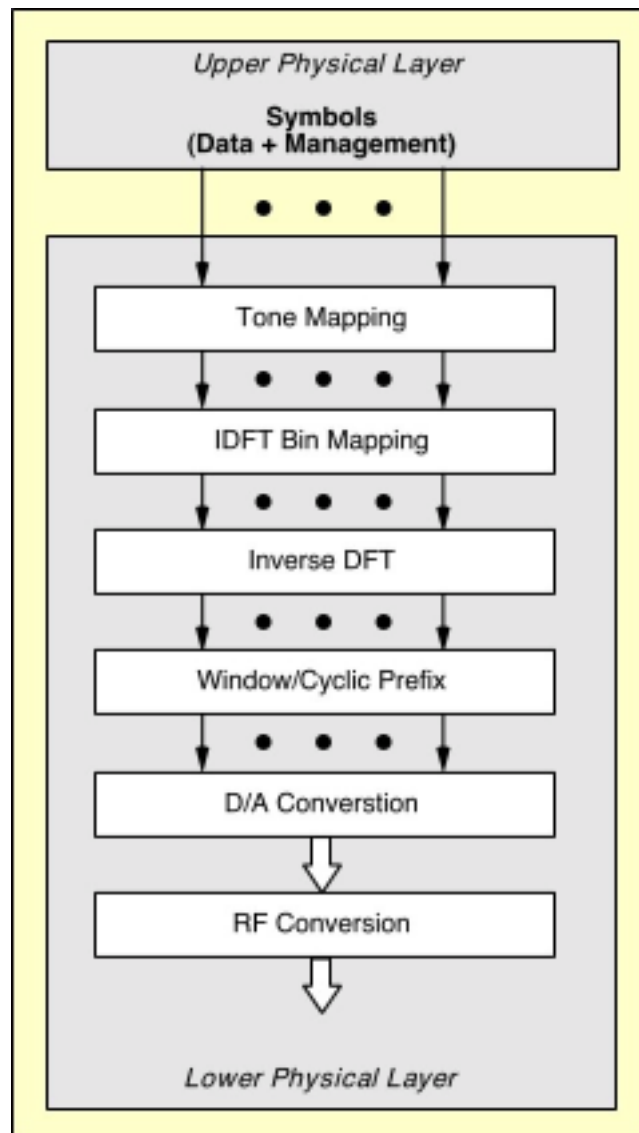 Upper Physical Layer
Symbols
(Data + Management)
Tone Mapping
IDFT Bin Mapping
Inverse DFT
Window/Cyclic Prefix
D/A Converstion
RF Conversion
Lower Physical Layer